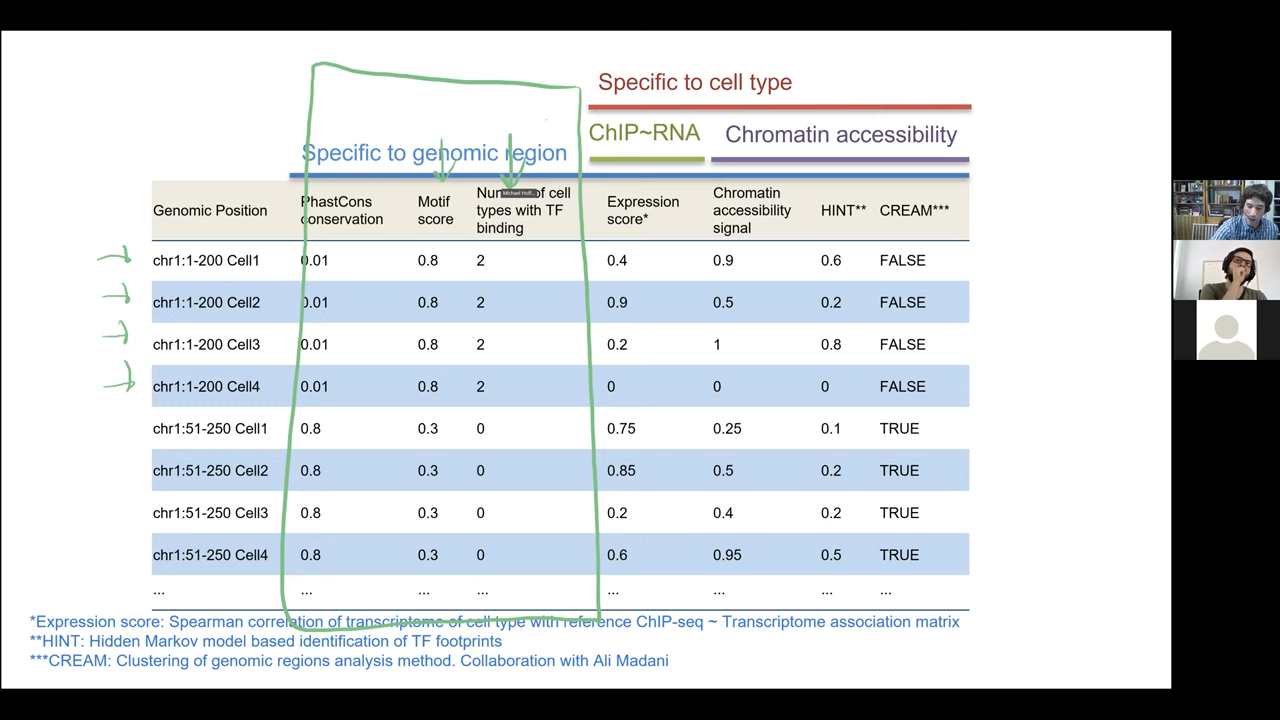 Specific to cell type
ChIP~RNA Chromatin accessibility
Specific to genomic region
Genomic Position PhastCons conservation Motif score Number of cell types with TF binding Expression score* Chromatin accessibility signal HINT** CREAM***
chr1:1-200 Cell1 0.01 0.8 2 0.4 0.9 0.6 FALSE
chr1:1-200 Cell2 0.01 0.8 2 0.9 0.5 0.2 FALSE
chr1:1-200 Cell3 0.01 0.8 2 0.2 1 0.8 FALSE
chr1:1-200 Cell4 0.01 0.8 2 0 0 0 FALSE
chr1:51-250 Cell1 0.8 0.3 0 0.75 0.25 0.1 TRUE
chr1:51-250 Cell2 0.8 0.3 0 0.85 0.5 0.2 TRUE
chr1:51-250 Cell3 0.8 0.3 0 0.2 0.4 0.2 TRUE
chr1:51-250 Cell4 0.8 0.3 0 0.6 0.95 0.5 TRUE
... ... ... ... ... ... ... ...
*Expression score: Spearman correlation of transcriptome of cell type with reference ChIP-seq ~ Transcriptome association matrix
**HINT: Hidden Markov model based identification of TF footprints
***CREAM: Clustering of genomic regions analysis method. Collaboration with Ali Madani